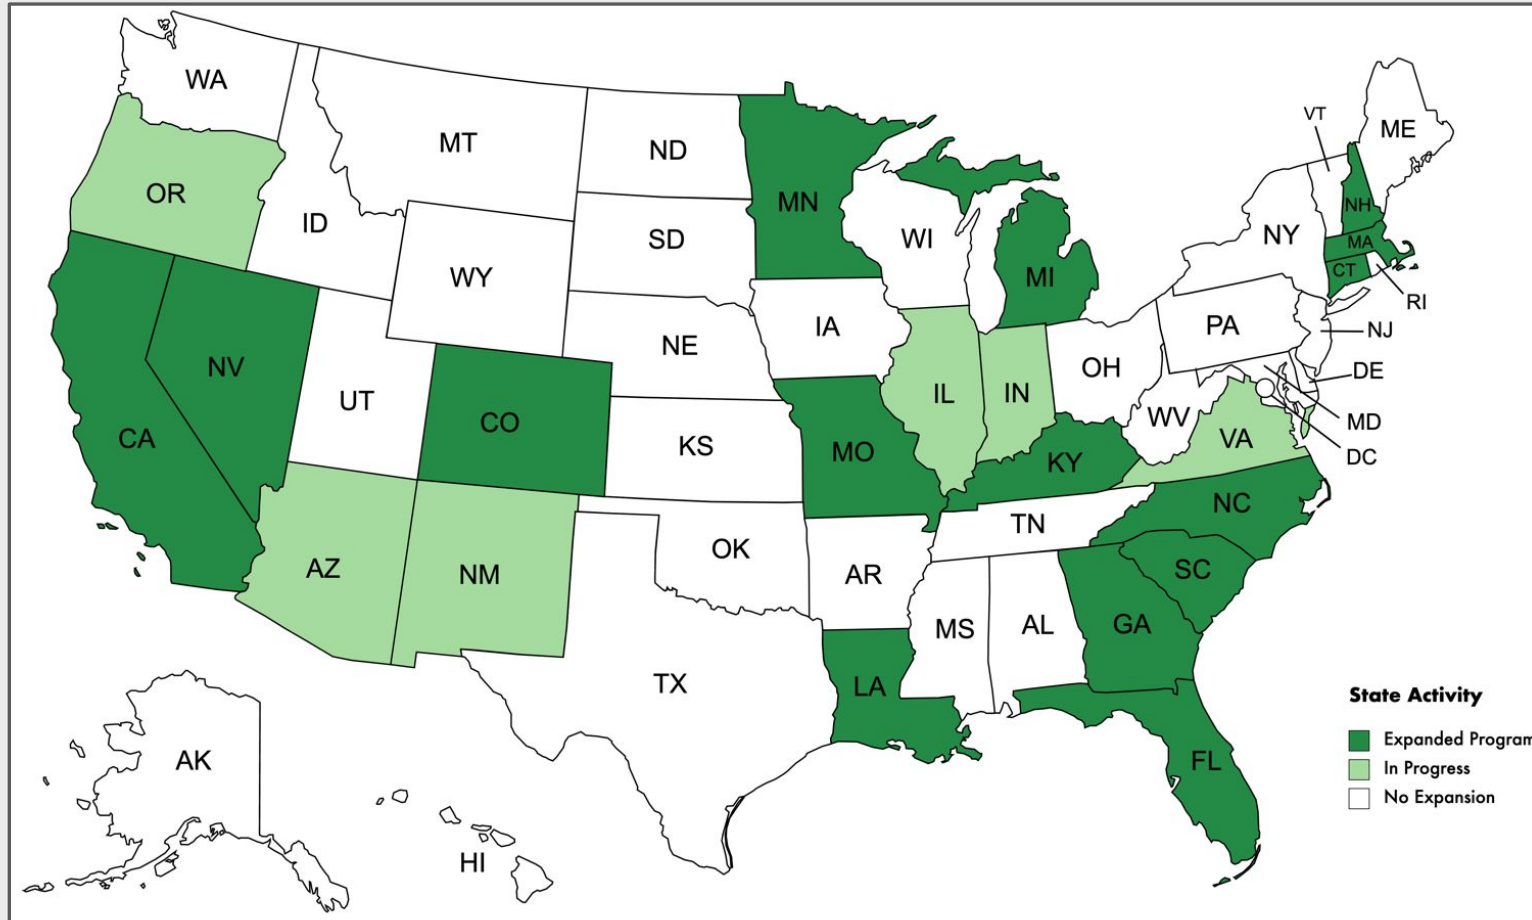 WA
MT
ND
MN
VT
ME
OR
ID
SD
WI
MI
NY
NH
MA
CT
RI
WY
IA
PA
NJ
NE
OH
DE
NV
UT
CO
IL
IN
WV
MD
VA
DC
CA
KS
MO
KY
NC
TN
OK
AZ
NM
AR
SC
MS
AL
GA
TX
LA
FL
AK
HI
State Activity
Expanded Program
In Progress
No Expansion